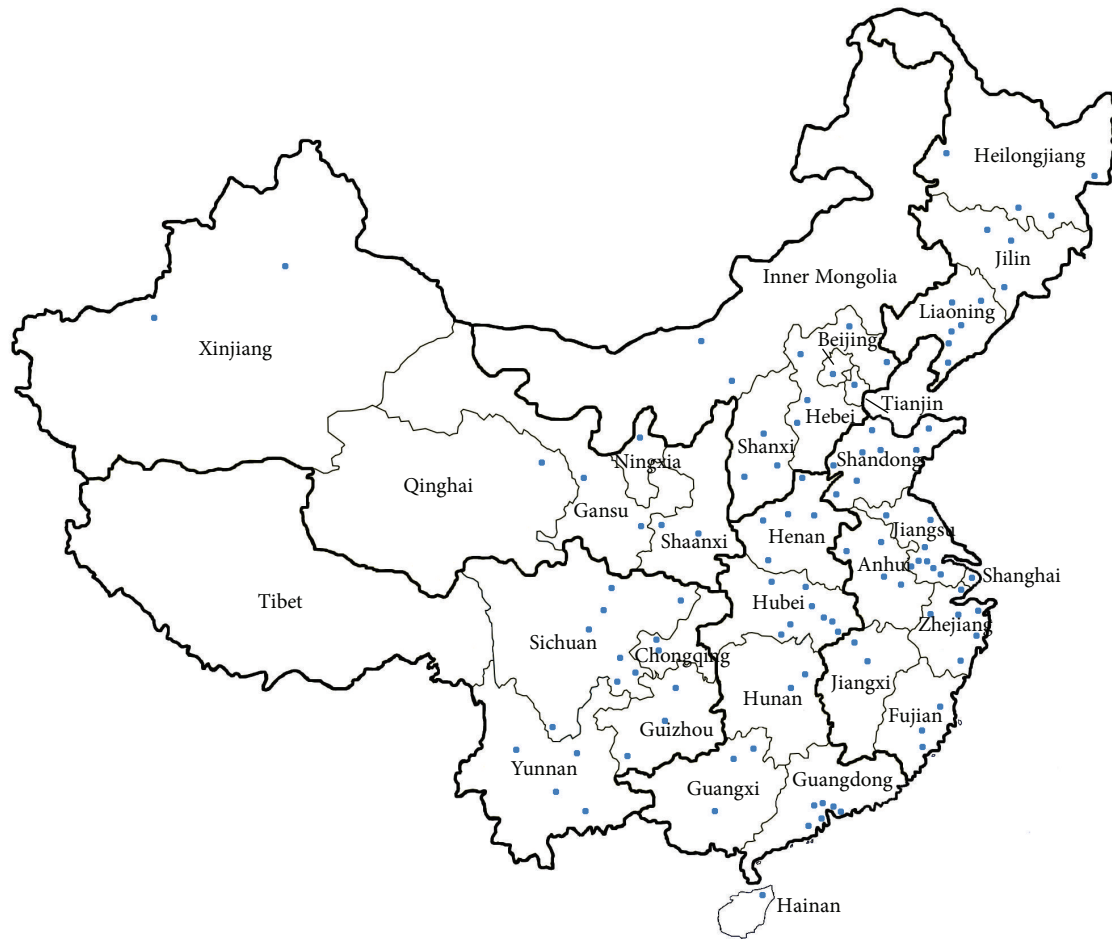 Heilongjiang
Jilin
Inner Mongolia
Liaoning
Beijing
Xinjiang
Tianjin
Hebei
Shanxi
Ningxia
Shandong
Qinghai
Gansu
Jiangsu
Henan
Shaanxi
Anhui
Shanghai
Tibet
Hubei
Zhejiang
Sichuan
Chongqing
Jiangxi
Hunan
Fujian
Guizhou
Yunnan
Guangdong
Guangxi
Hainan